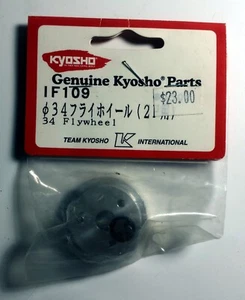 KYOSHO
Genuine Kyosho Parts
IF109
$23.00
φ34フライホイール(21
34 Flywheel
TEAM KYOSHO K INTERNATIONAL